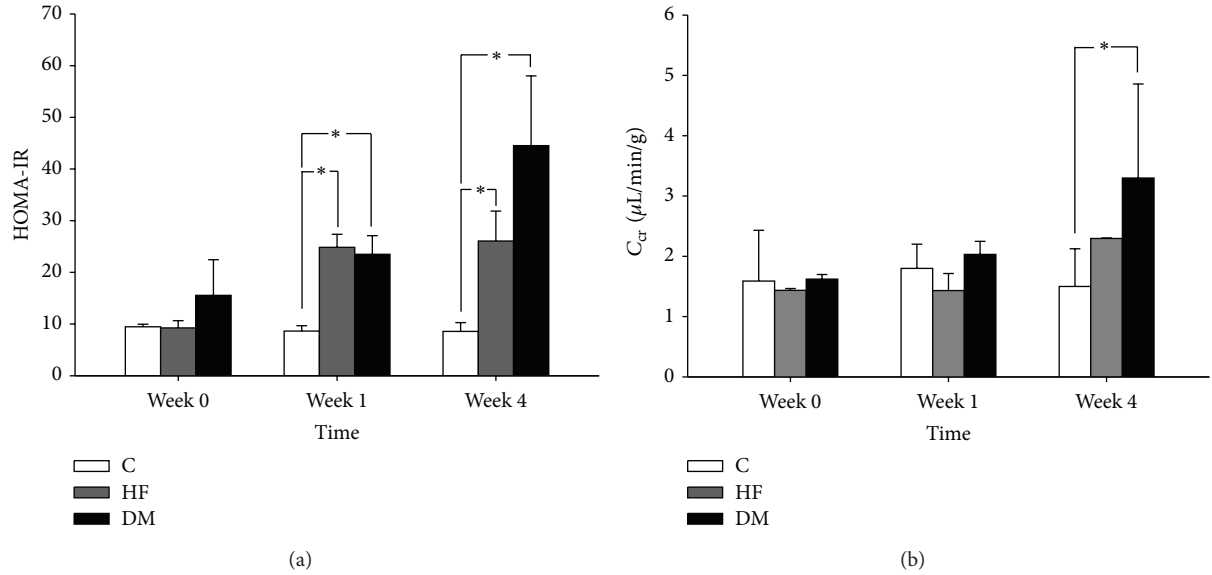 70
60
50
40
30
20
10
0
HOMA-IR
*
*
*
*
Week 0 Week 1 Week 4
Time
C
HF
DM
(a)
6
5
4
3
2
1
0
C_cr (μL/min/g)
*
Week 0 Week 1 Week 4
Time
C
HF
DM
(b)